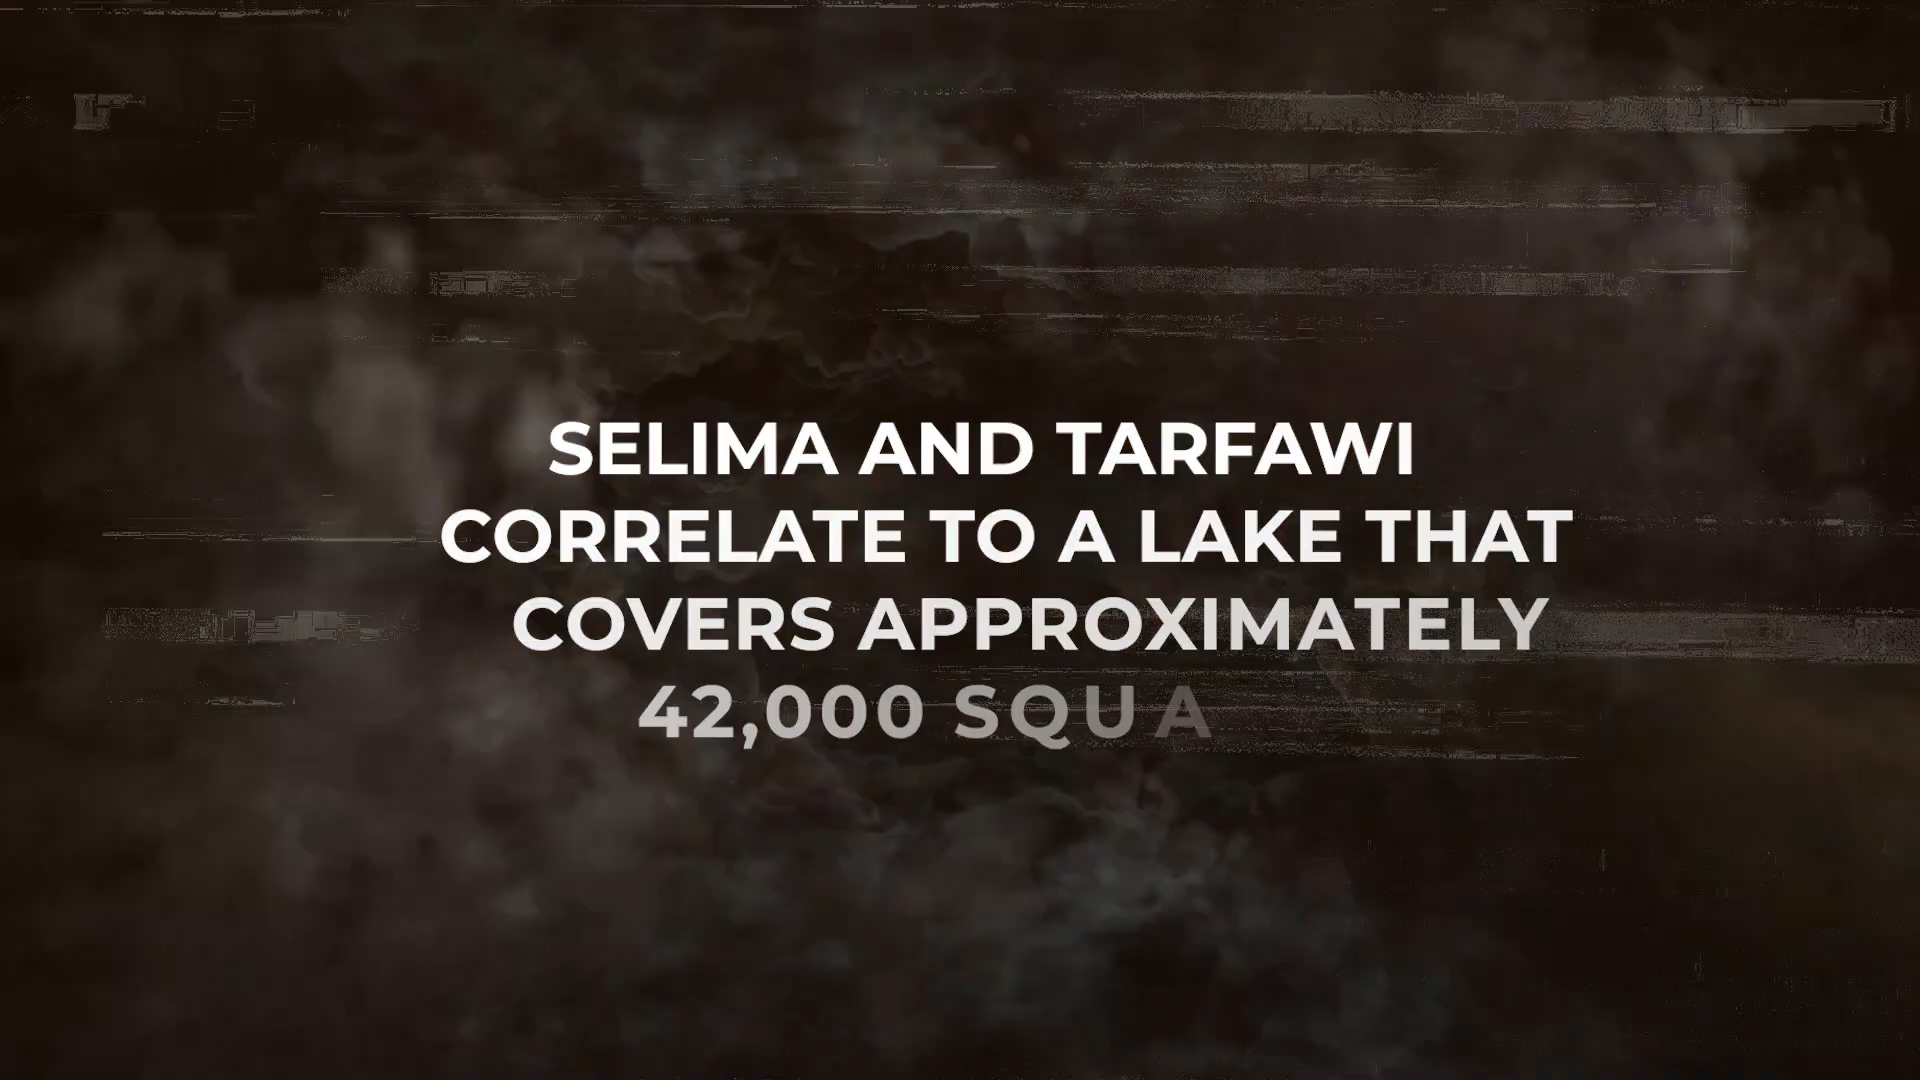 SELIMA AND TARFAWI
CORRELATE TO A LAKE THAT
COVERS APPROXIMATELY
42,000 SQUA